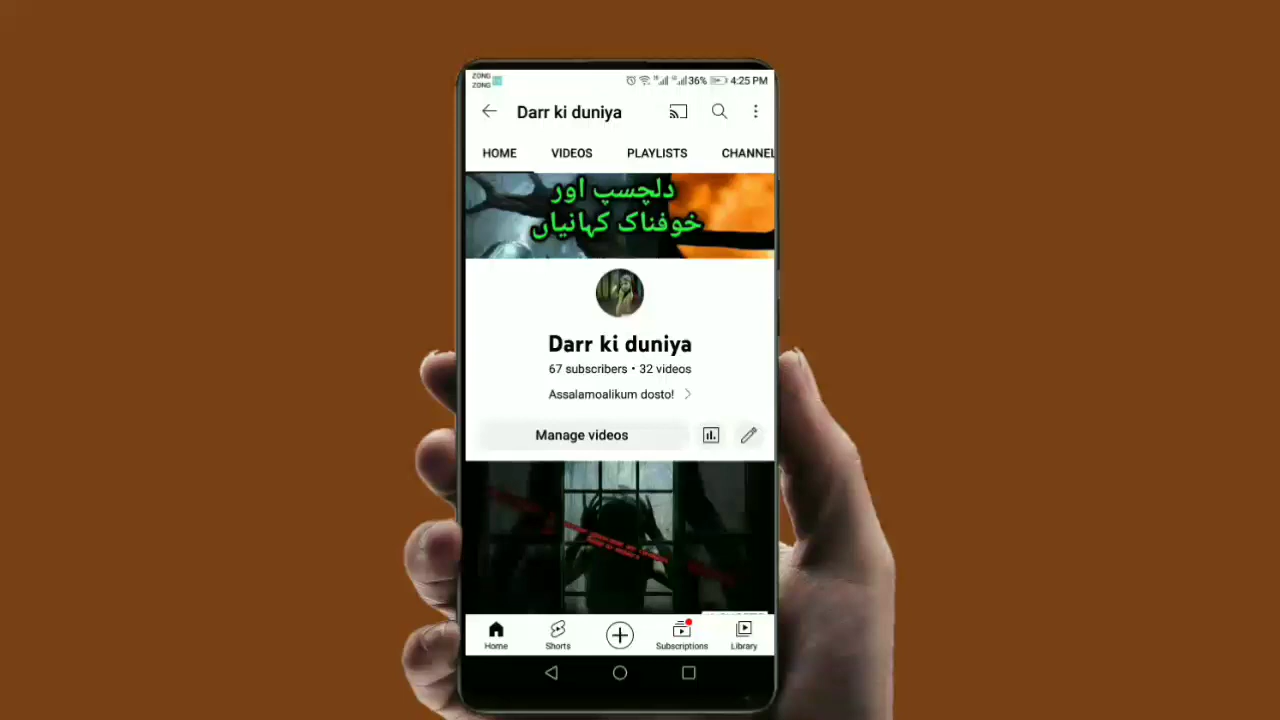 ZONG
ZONG
36% 4:25 PM
Darr ki duniya
HOME VIDEOS PLAYLISTS CHANNEL
دلچسپ اور
خوفناک کہانیاں
Darr ki duniya
67 subscribers • 32 videos
Assalamoalikum dosto!
Manage videos
Home Shorts Subscriptions Library